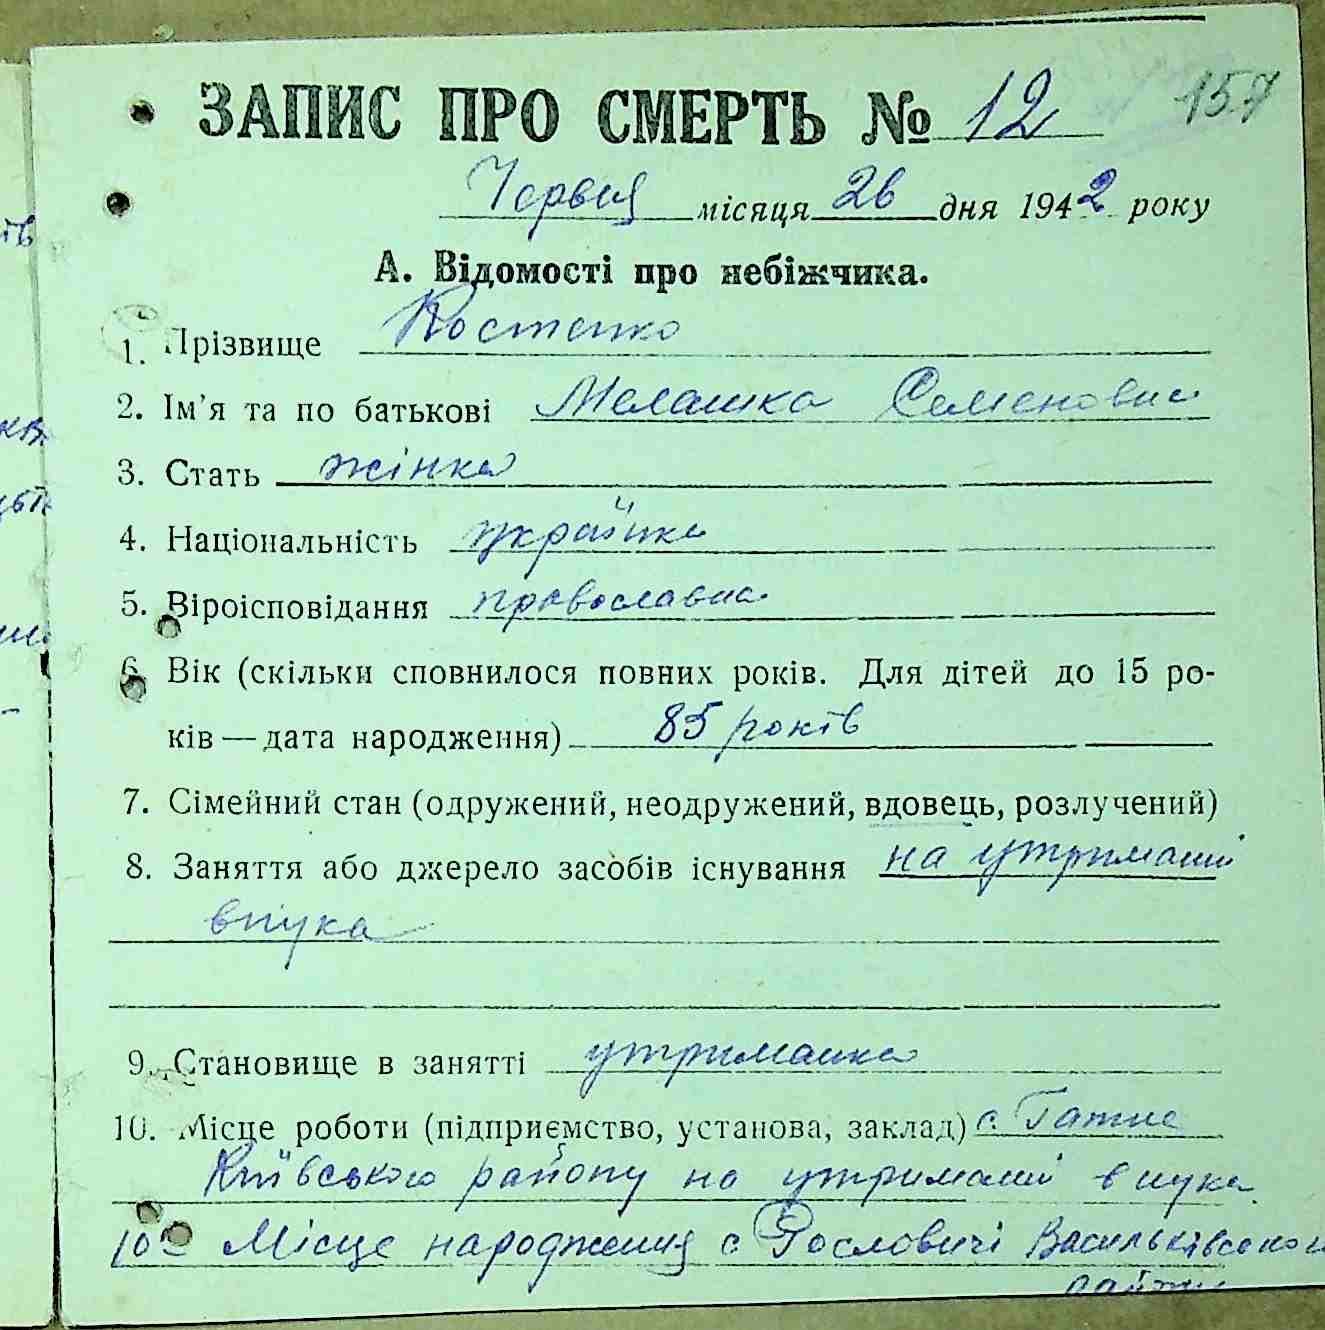 ЗАПИС ПРО СМЕРТЬ № 12 157
Червня місяця 26 дня 1942 року
А. Відомості про небіжчика.
1. Прізвище Костенко
2. Ім'я та по батькові Мелашка Семеновна
3. Стать жінка
4. Національність українка
5. Віроісповідання православна
6. Вік (скільки сповнилося повних років. Для дітей до 15 ро-
ків — дата народження) 85 років
7. Сімейний стан (одружений, неодружений, вдовець, розлучений)
8. Заняття або джерело засобів існування на утриманні
внука
9. Становище в занятті утриманка
10. Місце роботи (підприємство, установа, заклад) с. Гатне
Київського району на утриманні внука
10а Місце народження с Рословичі Васильківського
району